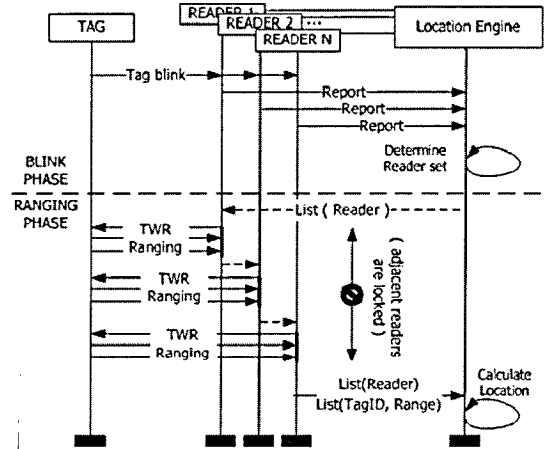 TAG
READER 1
READER 2
...
READER N
Location Engine
Tag blink
Report
Report
Report
Determine
Reader set
BLINK
PHASE
RANGING
PHASE
List ( Reader )
TWR
Ranging
TWR
Ranging
TWR
Ranging
( adjacent readers
are locked )
List(Reader)
List(TagID, Range)
Calculate
Location